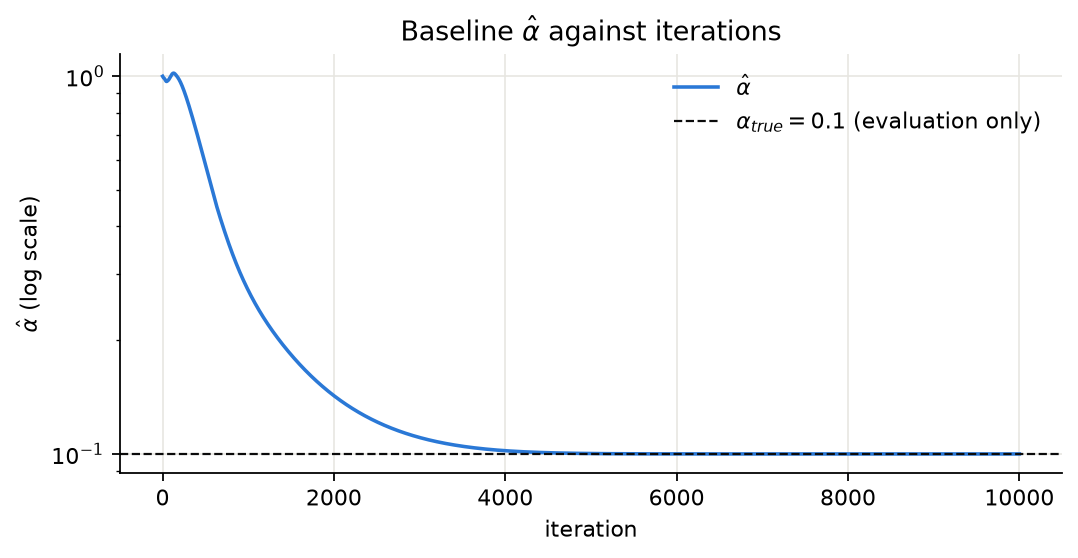 Baseline α̂ against iterations
10⁰
10⁻¹
α̂ (log scale)
α̂
α_true = 0.1 (evaluation only)
0 2000 4000 6000 8000 10000
iteration